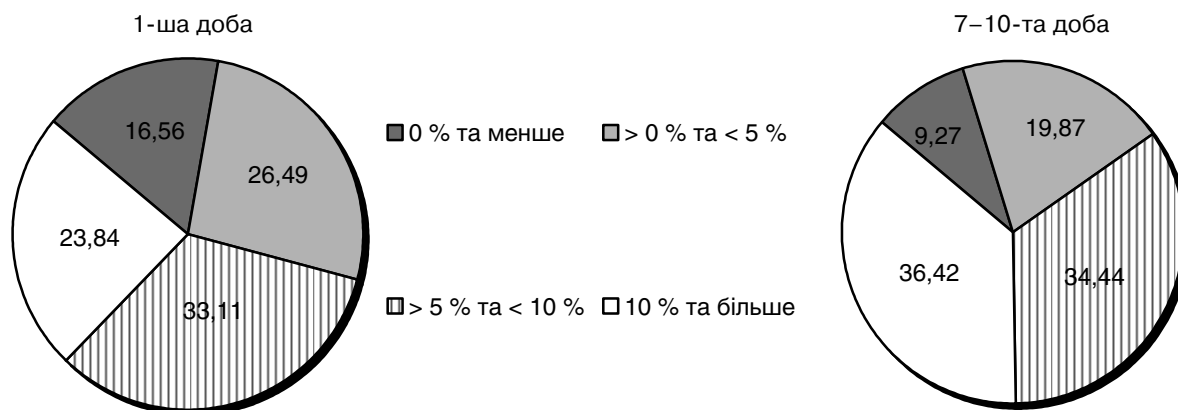 1-ша доба
7–10-та доба
16,56
26,49
23,84
33,11
0 % та менше
> 0 % та < 5 %
> 5 % та < 10 %
10 % та більше
9,27
19,87
36,42
34,44